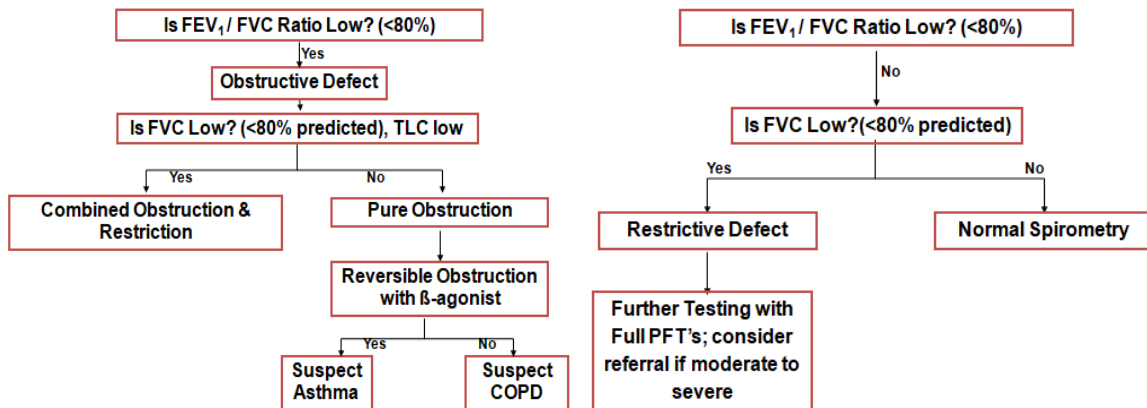 Is FEV₁ / FVC Ratio Low? (<80%)
Yes
Obstructive Defect
Is FVC Low? (<80% predicted), TLC low
Yes
No
Combined Obstruction &
Restriction
Pure Obstruction
Reversible Obstruction
with ß-agonist
Yes
No
Suspect
Asthma
Suspect
COPD
Is FEV₁ / FVC Ratio Low? (<80%)
No
Is FVC Low?(<80% predicted)
Yes
No
Restrictive Defect
Normal Spirometry
Further Testing with
Full PFT's; consider
referral if moderate to
severe